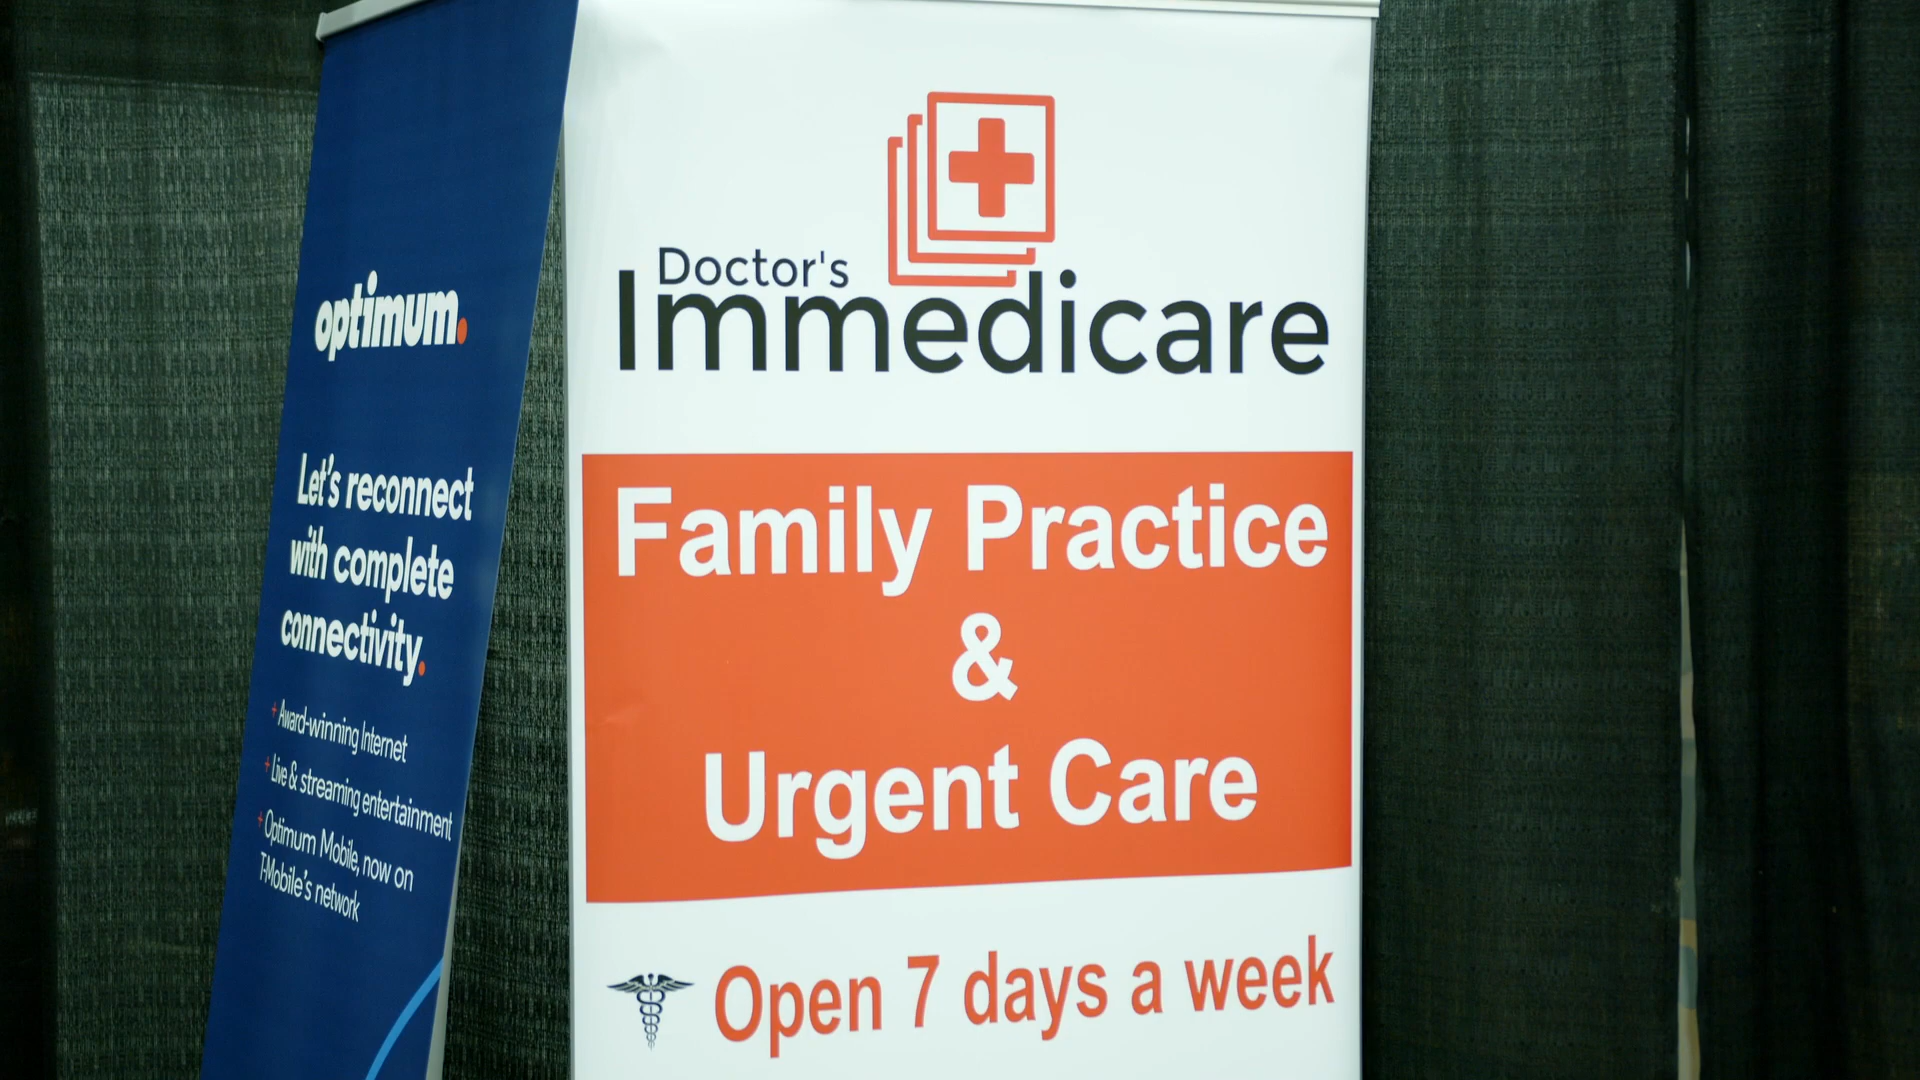 optimum.
Let's reconnect
with complete
connectivity.
+ Award-winning Internet
+ Live & streaming entertainment
+ Optimum Mobile, now on
T-Mobile's network
Doctor's
Immedicare
Family Practice
&
Urgent Care
Open 7 days a week